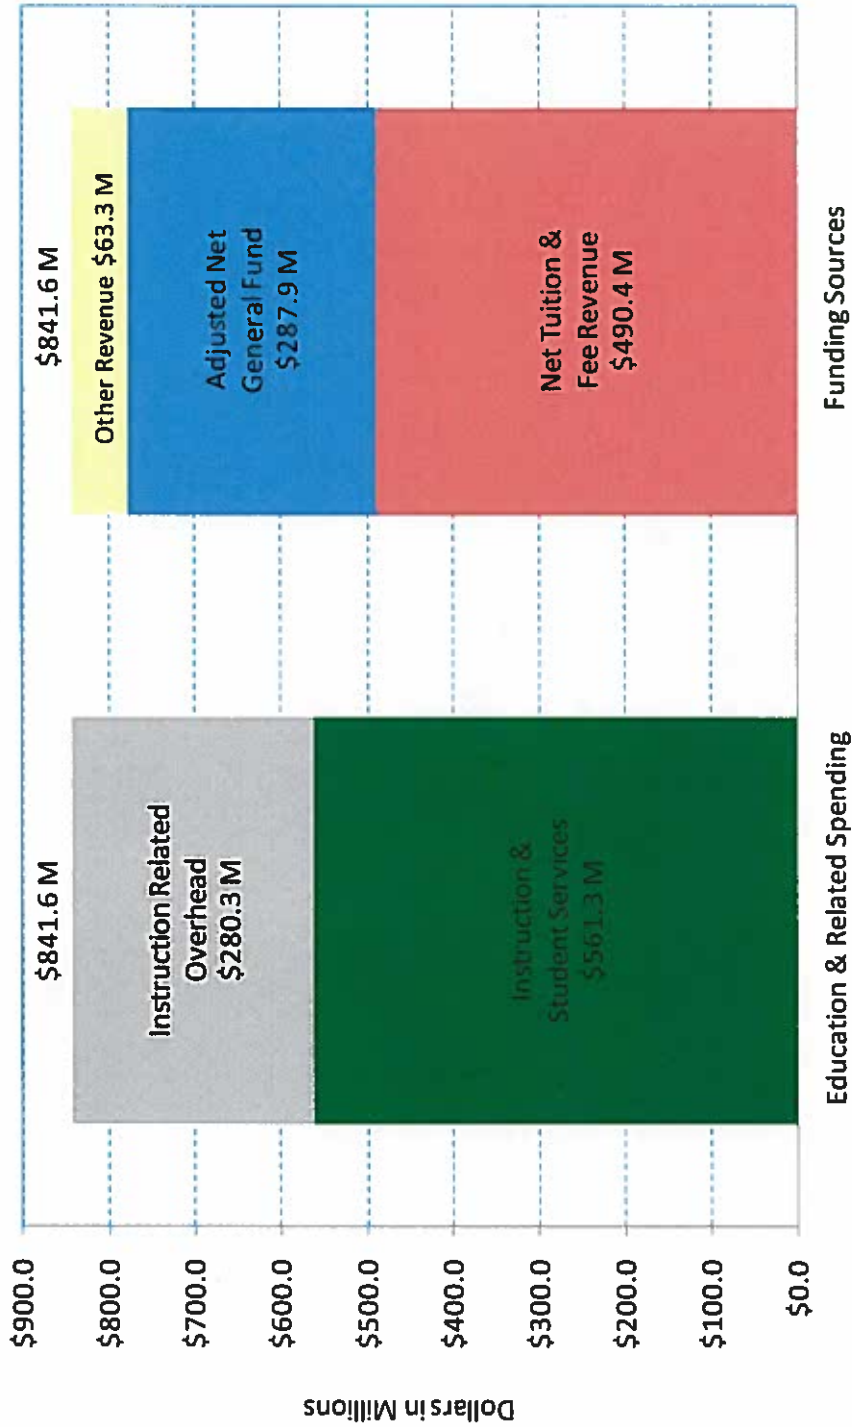 $900.0
$800.0
$700.0
$600.0
$500.0
$400.0
$300.0
$200.0
$100.0
$0.0
Dollars in Millions
$841.6 M
Instruction Related
Overhead
$280.3 M
Instruction &
Student Services
$561.3 M
Education & Related Spending
$841.6 M
Other Revenue $63.3 M
Adjusted Net
General Fund
$287.9 M
Net Tuition &
Fee Revenue
$490.4 M
Funding Sources